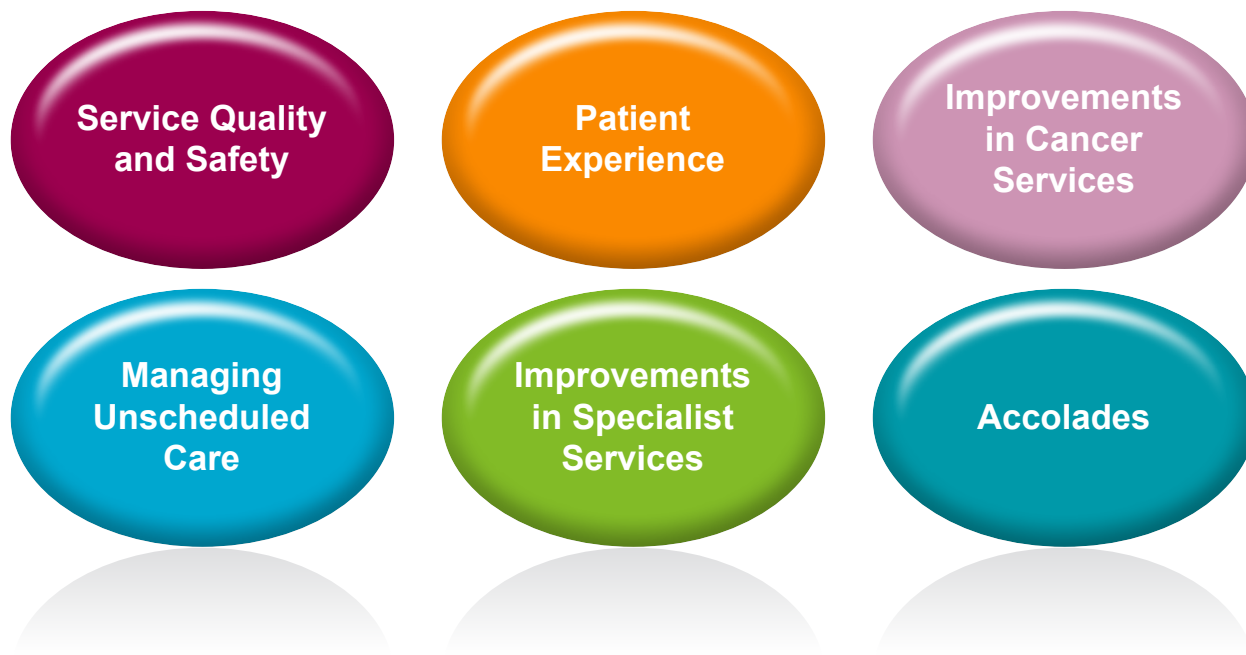 Service Quality
and Safety
Patient
Experience
Improvements
in Cancer
Services
Managing
Unscheduled
Care
Improvements
in Specialist
Services
Accolades